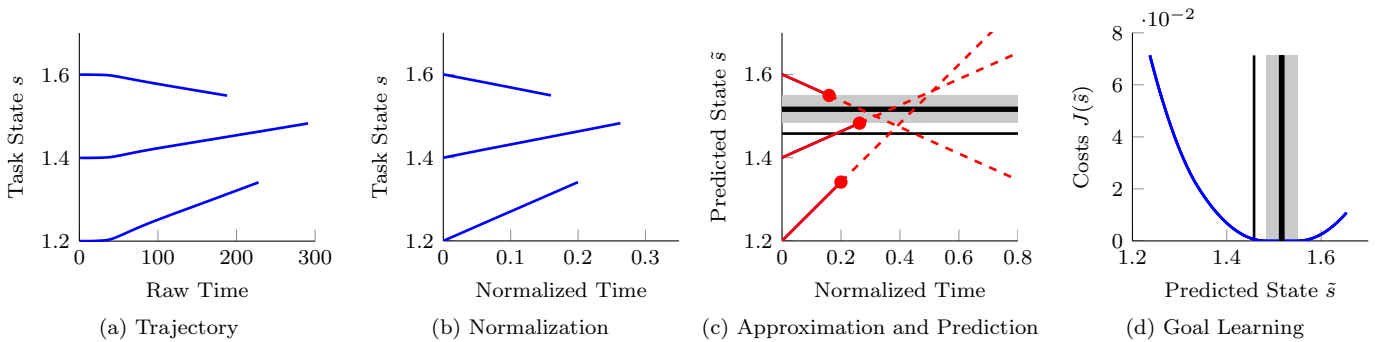 Task State s
1.6
1.4
1.2
0
100
200
300
Raw Time
(a) Trajectory
Task State s
1.6
1.4
1.2
0
0.1
0.2
0.3
Normalized Time
(b) Normalization
Predicted State s̃
1.6
1.4
1.2
0
0.2
0.4
0.6
0.8
Normalized Time
(c) Approximation and Prediction
·10⁻²
Costs J(s̃)
8
6
4
2
0
1.2
1.4
1.6
Predicted State s̃
(d) Goal Learning